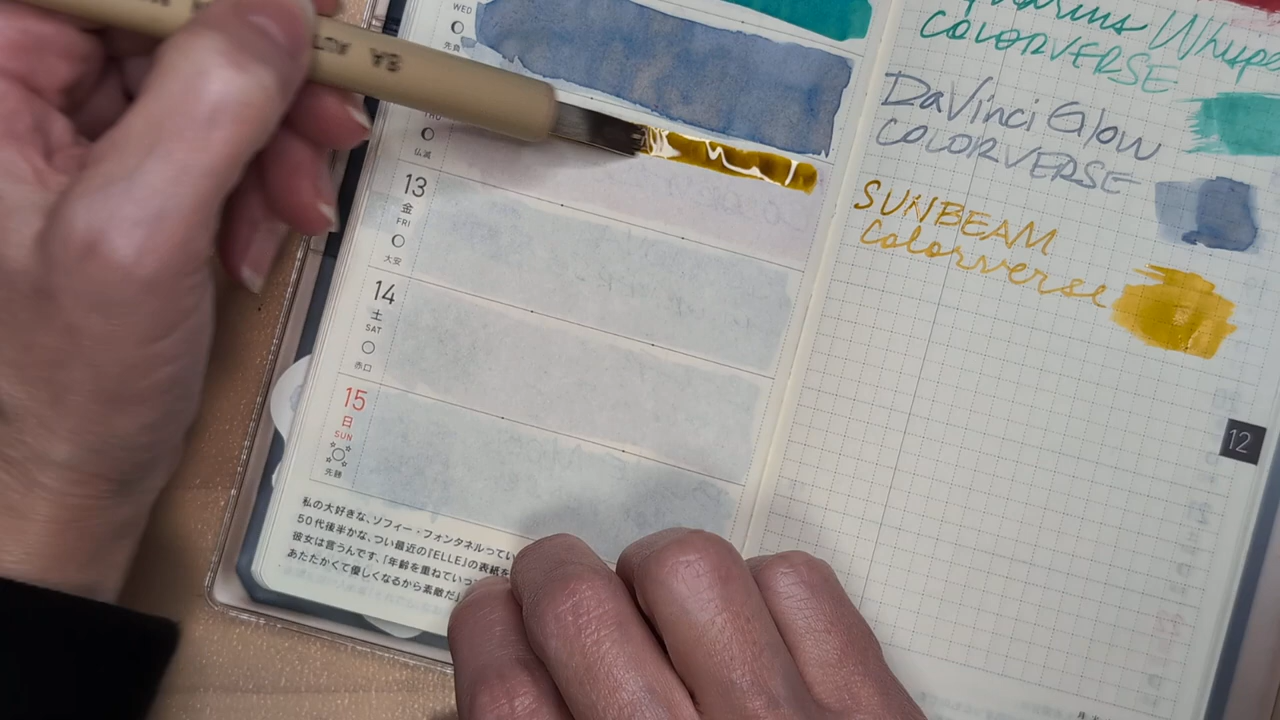 WED
先負
THU
仏滅
13
金
FRI
大安
14
土
SAT
赤口
15
日
SUN
先勝
私の大好きな、ソフィー・フォンタネルってい
50代後半かな、つい最近の『ELLE』の表紙を
彼女は言うんです、「年齢を重ねていっ
あたたかくて優しくなるから素敵だ」
COLORVERSE
DaVinci Glow
COLORVERSE
SUNBEAM
Colorverse
12